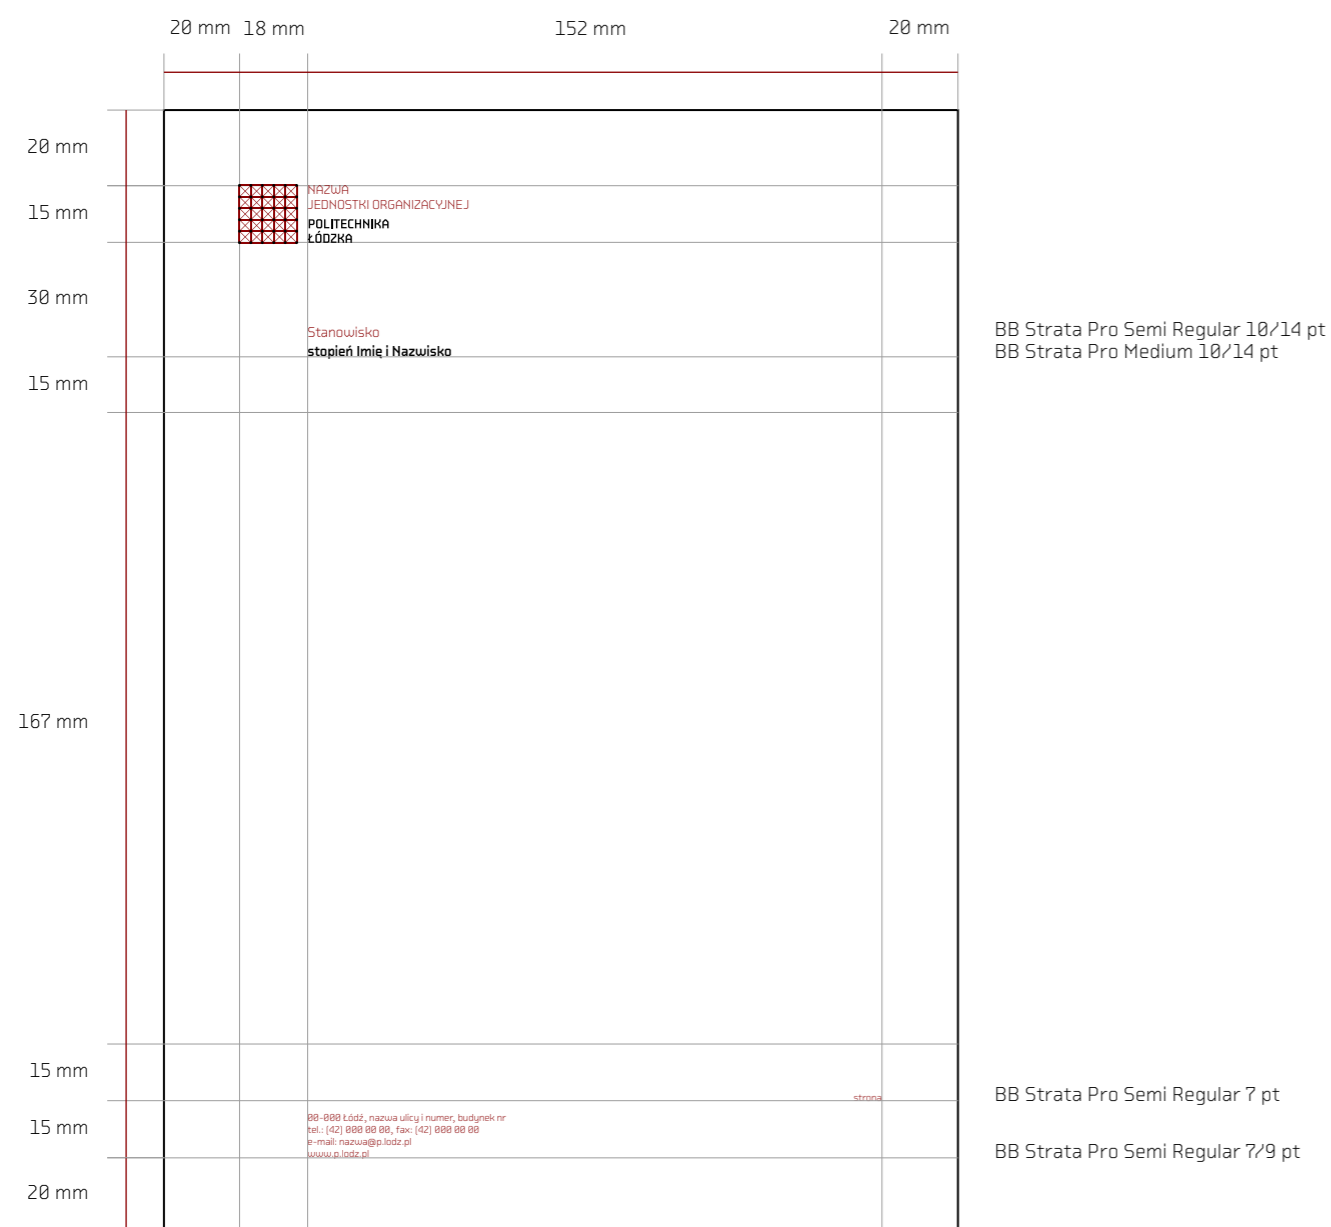 20 mm 18 mm 152 mm 20 mm
20 mm
NAZWA
JEDNOSTKI ORGANIZACYJNEJ
15 mm
POLITECHNIKA
ŁÓDZKA
30 mm
Stanowisko
BB Strata Pro Semi Regular 10/14 pt
stopień Imię i Nazwisko
BB Strata Pro Medium 10/14 pt
15 mm
167 mm
15 mm
strona
BB Strata Pro Semi Regular 7 pt
00-000 Łódź, nazwa ulicy i numer, budynek nr
15 mm
tel.: (42) 000 00 00, fax: (42) 000 00 00
e-mail: nazwa@p.lodz.pl
www.p.lodz.pl
BB Strata Pro Semi Regular 7/9 pt
20 mm